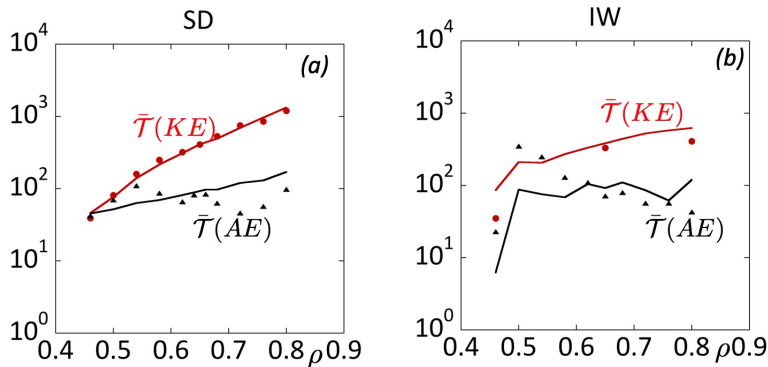 SD
IW
(a)
(b)
10⁴
10³
10²
10¹
10⁰
𝒯̄(KE)
𝒯̄(AE)
0.4 0.5 0.6 0.7 0.8 ρ 0.9
10⁴
10³
10²
10¹
10⁰
𝒯̄(KE)
𝒯̄(AE)
0.4 0.5 0.6 0.7 0.8 ρ 0.9